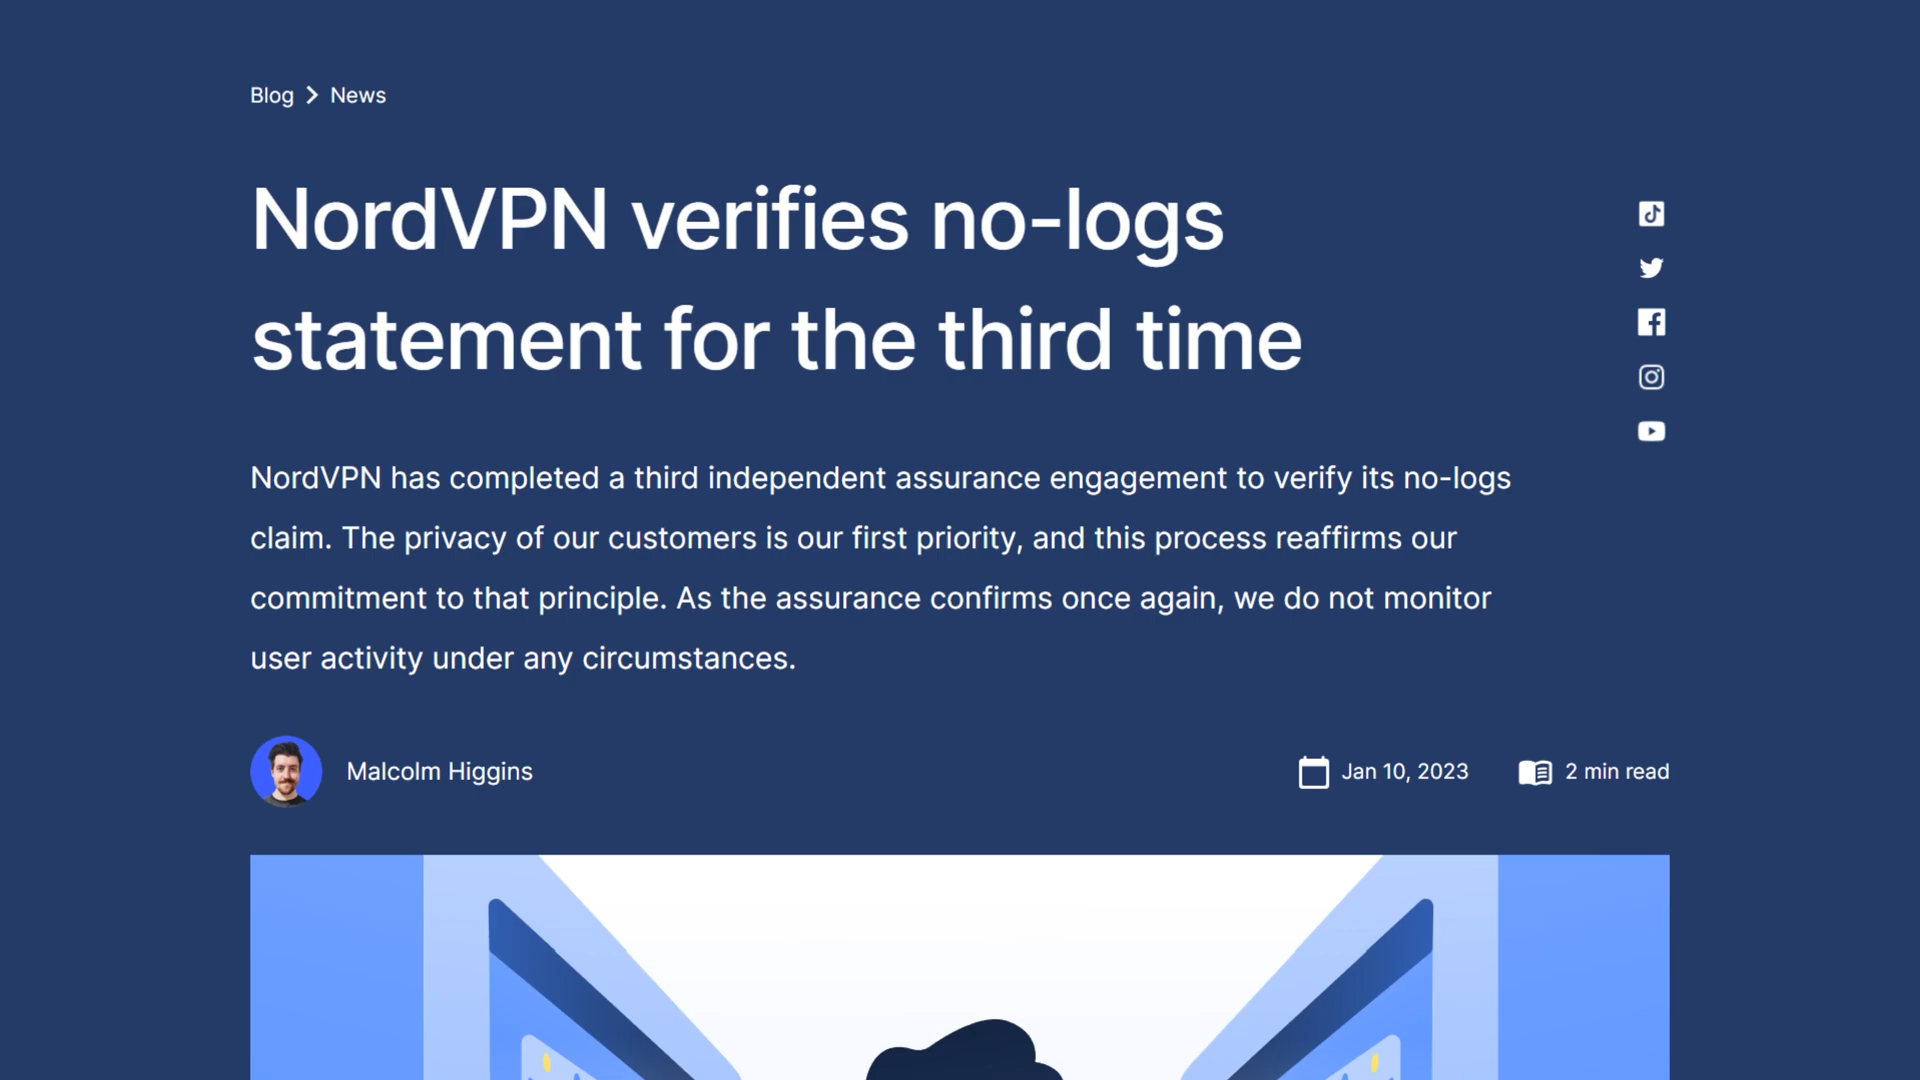 Blog > News
NordVPN verifies no-logs
statement for the third time
NordVPN has completed a third independent assurance engagement to verify its no-logs
claim. The privacy of our customers is our first priority, and this process reaffirms our
commitment to that principle. As the assurance confirms once again, we do not monitor
user activity under any circumstances.
Malcolm Higgins
Jan 10, 2023
2 min read